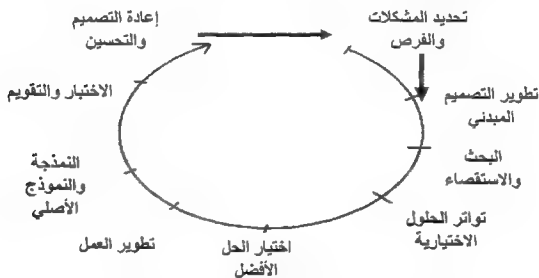 تحديد المشكلات
والفرص
تطوير التصميم
المبدئي
البحث
والاستقصاء
تواتر الحلول
الاختيارية
اختيار الحل
الأفضل
تطوير العمل
النمذجة
والنموذج
الأصلي
الاختبار والتقويم
إعادة التصميم
والتحسين